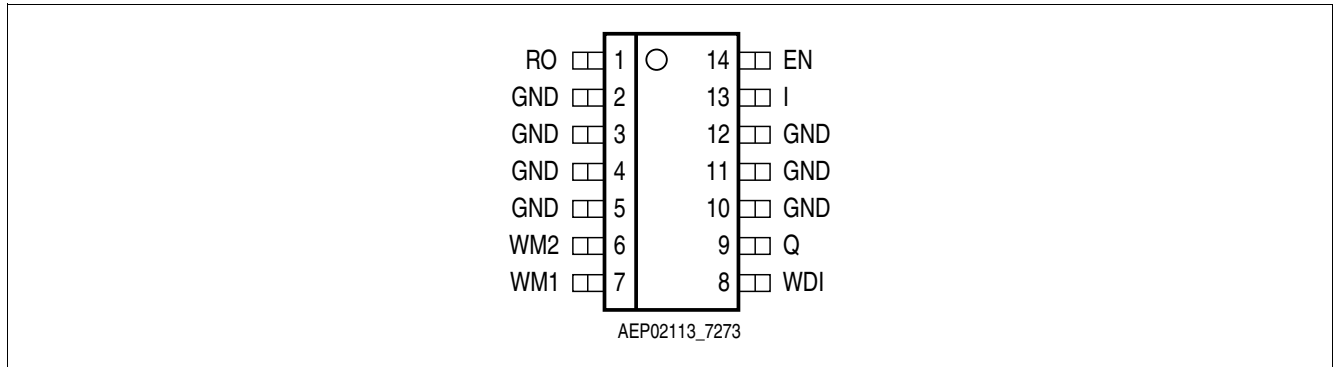 RO 1 14 EN
GND 2 13 I
GND 3 12 GND
GND 4 11 GND
GND 5 10 GND
WM2 6 9 Q
WM1 7 8 WDI
AEP02113_7273